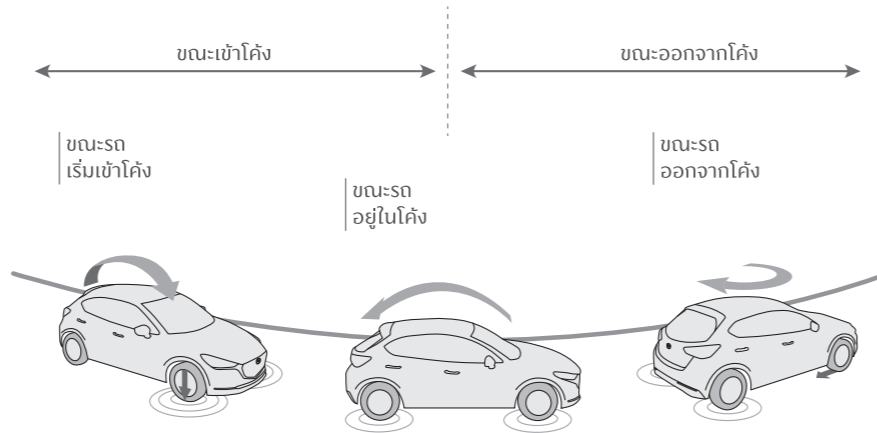 ขณะเข้าโค้ง
ขณะออกจากโค้ง
ขณะรถ
เริ่มเข้าโค้ง
ขณะรถ
อยู่ในโค้ง
ขณะรถ
ออกจากโค้ง